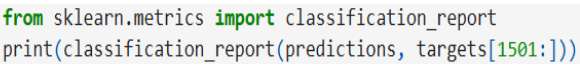 from sklearn.metrics import classification_report
print(classification_report(predictions, targets[1501:]))